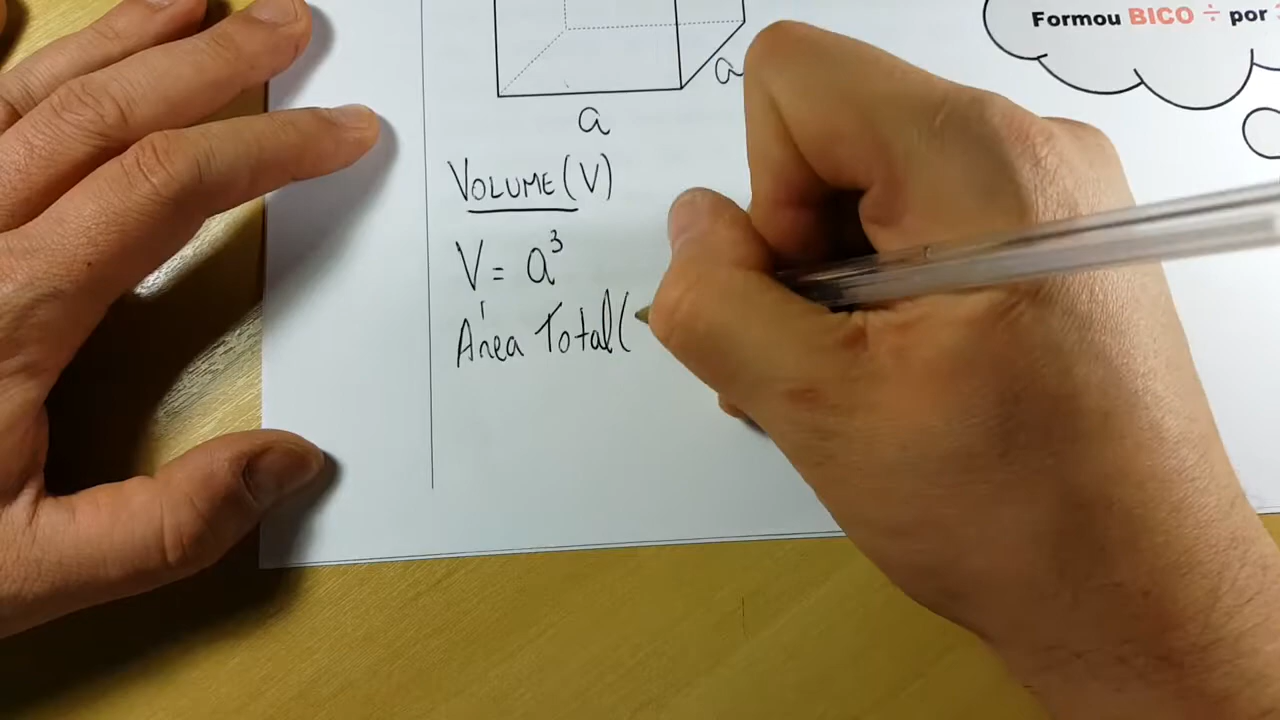 Formou BICO ÷ por
a
a
VOLUME (V)
V = a³
Área Total (